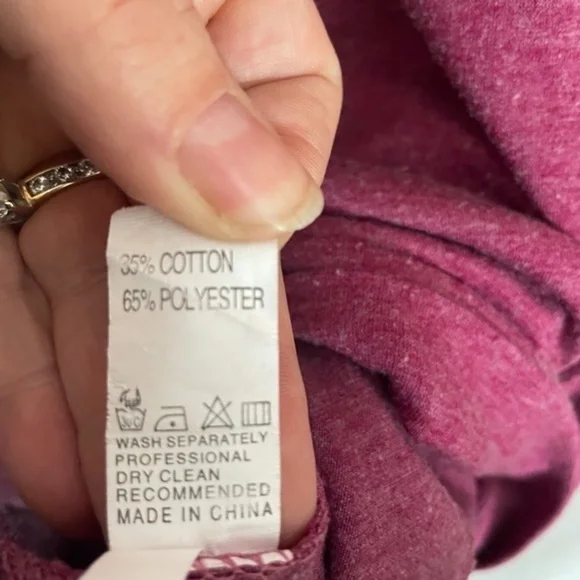 35% COTTON
65% POLYESTER
WASH SEPARATELY
PROFESSIONAL
DRY CLEAN
RECOMMENDED
MADE IN CHINA